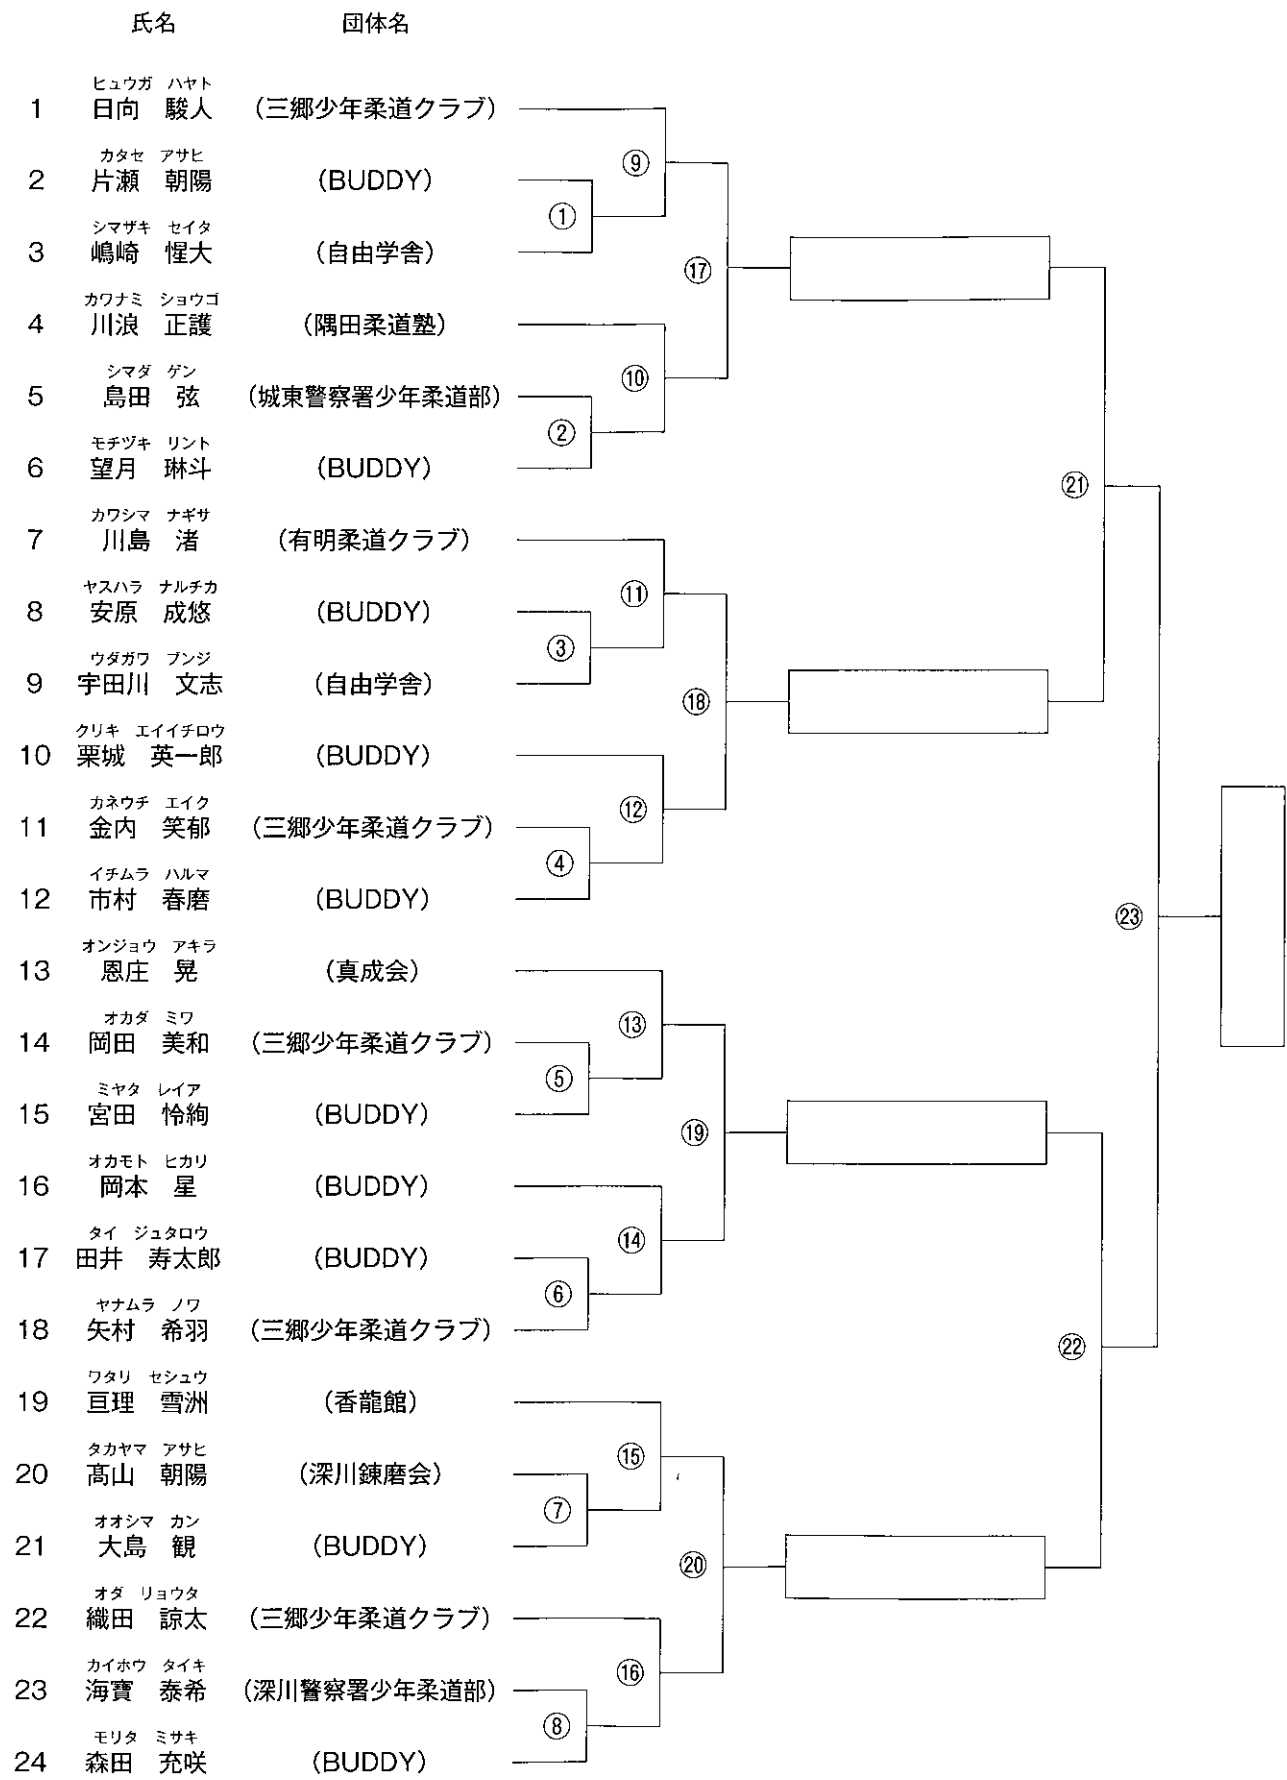 氏名 団体名
ヒュウガ ハヤト
1 日向 駿人 (三郷少年柔道クラブ)
カタセ アサヒ
2 片瀬 朝陽 (BUDDY)
シマザキ セイタ
3 嶋崎 惺大 (自由学舎)
カワナミ ショウゴ
4 川浪 正護 (隅田柔道塾)
シマダ ゲン
5 島田 弦 (城東警察署少年柔道部)
モチヅキ リント
6 望月 琳斗 (BUDDY)
カワシマ ナギサ
7 川島 渚 (有明柔道クラブ)
ヤスハラ ナルチカ
8 安原 成悠 (BUDDY)
ウダガワ ブンジ
9 宇田川 文志 (自由学舎)
クリキ エイイチロウ
10 栗城 英一郎 (BUDDY)
カネウチ エイク
11 金内 笑郁 (三郷少年柔道クラブ)
イチムラ ハルマ
12 市村 春磨 (BUDDY)
オンジョウ アキラ
13 恩庄 晃 (真成会)
オカダ ミワ
14 岡田 美和 (三郷少年柔道クラブ)
ミヤタ レイア
15 宮田 怜絢 (BUDDY)
オカモト ヒカリ
16 岡本 星 (BUDDY)
タイ ジュタロウ
17 田井 寿太郎 (BUDDY)
ヤナムラ ノワ
18 矢村 希羽 (三郷少年柔道クラブ)
ワタリ セシュウ
19 亘理 雪洲 (香龍館)
タカヤマ アサヒ
20 髙山 朝陽 (深川錬磨会)
オオシマ カン
21 大島 観 (BUDDY)
オダ リョウタ
22 織田 諒太 (三郷少年柔道クラブ)
カイホウ タイキ
23 海寶 泰希 (深川警察署少年柔道部)
モリタ ミサキ
24 森田 充咲 (BUDDY)
①
②
③
④
⑤
⑥
⑦
⑧
⑨
⑩
⑪
⑫
⑬
⑭
⑮
⑯
⑰
⑱
⑲
⑳
㉑
㉒
㉓